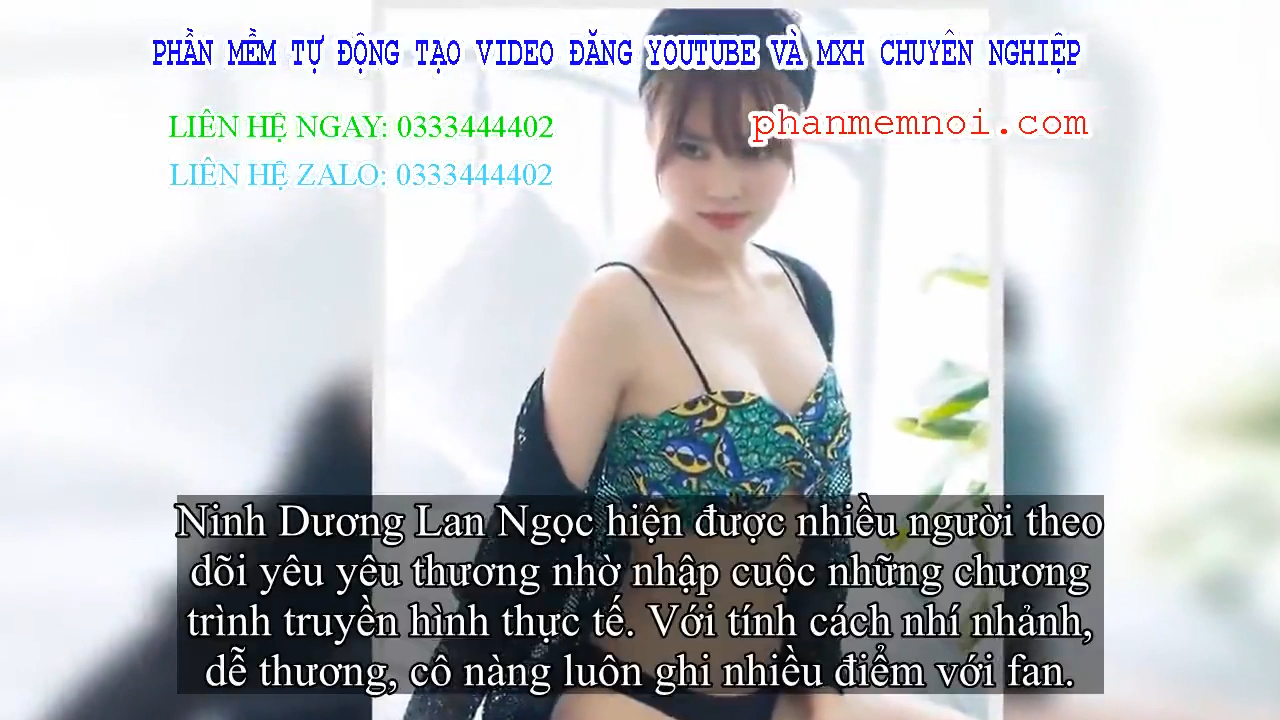 PHẦN MỀM TỰ ĐỘNG TẠO VIDEO ĐĂNG YOUTUBE VÀ MXH CHUYÊN NGHIỆP
LIÊN HỆ NGAY: 0333444402
phanmemnoi.com
LIÊN HỆ ZALO: 0333444402
Ninh Dương Lan Ngọc hiện được nhiều người theo
dõi yêu yêu thương nhờ nhập cuộc những chương
trình truyền hình thực tế. Với tính cách nhí nhảnh,
dễ thương, cô nàng luôn ghi nhiều điểm với fan.